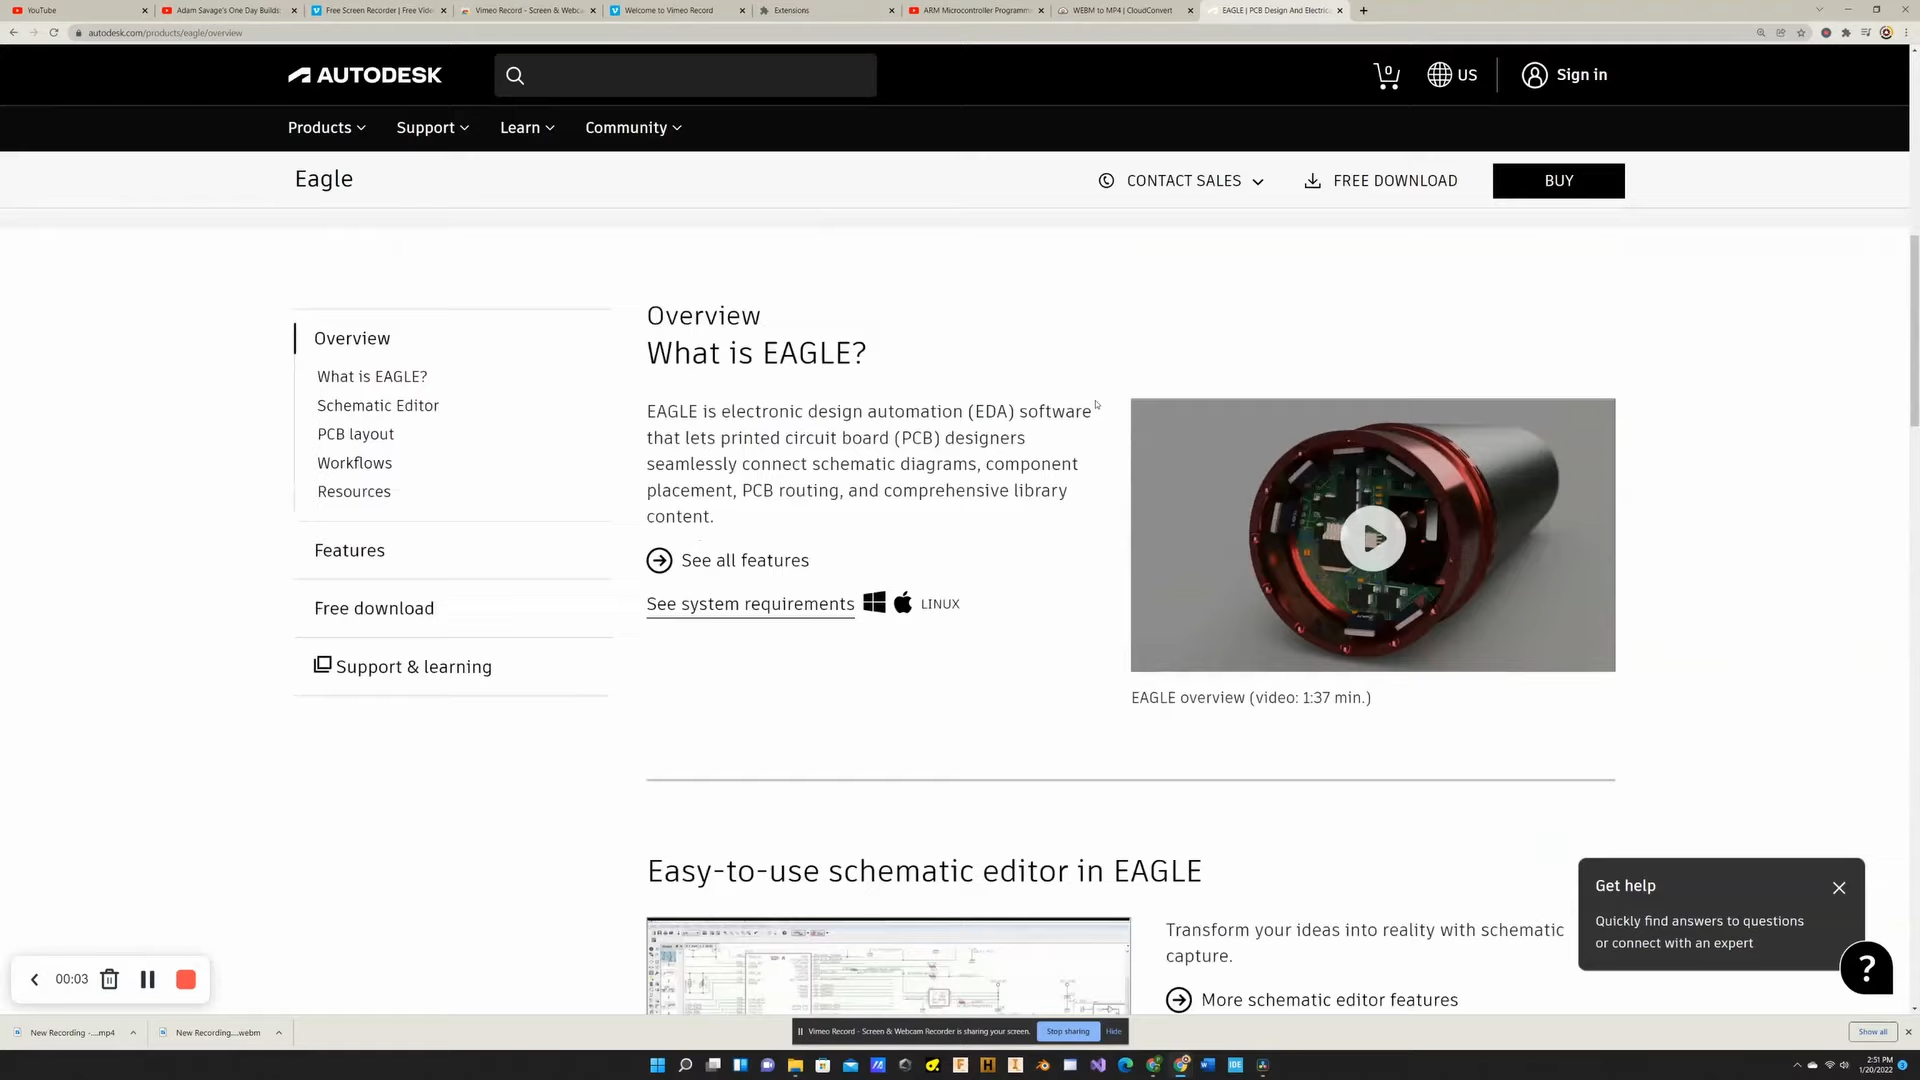 YouTube
Adam Savage's One Day Builds:
Free Screen Recorder | Free Vide
Vimeo Record - Screen & Webca
Welcome to Vimeo Record
Extensions
ARM Microcontroller Programm
WEBM to MP4 | CloudConvert
EAGLE | PCB Design And Electric
autodesk.com/products/eagle/overview
AUTODESK
0
US
Sign in
Products
Support
Learn
Community
Eagle
CONTACT SALES
FREE DOWNLOAD
BUY
Overview
What is EAGLE?
Schematic Editor
PCB layout
Workflows
Resources
Features
Free download
Support & learning
Overview
What is EAGLE?
EAGLE is electronic design automation (EDA) software
that lets printed circuit board (PCB) designers
seamlessly connect schematic diagrams, component
placement, PCB routing, and comprehensive library
content.
See all features
See system requirements
LINUX
EAGLE overview (video: 1:37 min.)
Easy-to-use schematic editor in EAGLE
Transform your ideas into reality with schematic
capture.
More schematic editor features
Get help
Quickly find answers to questions
or connect with an expert
?
00:03
New Recording -....mp4
New Recording....webm
Vimeo Record - Screen & Webcam Recorder is sharing your screen.
Stop sharing
Hide
Show all
F
H
I
IDE
2:51 PM
1/20/2022